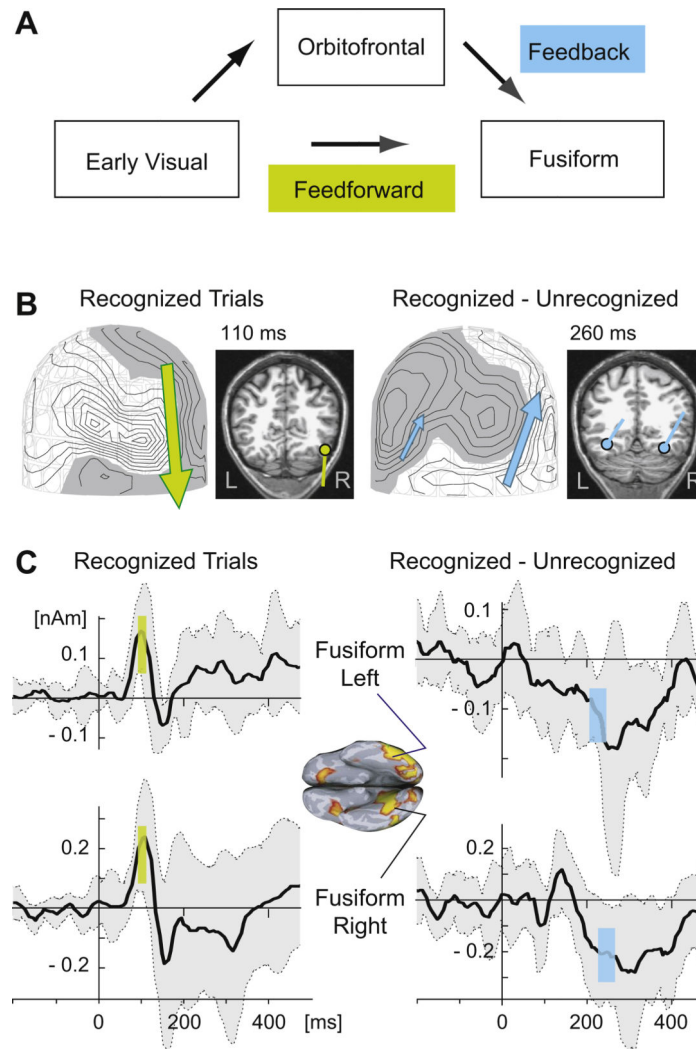 A
Orbitofrontal
Feedback
Early Visual
Fusiform
Feedforward
B
Recognized Trials
Recognized - Unrecognized
110 ms
260 ms
L
R
L
R
C
Recognized Trials
Recognized - Unrecognized
[nAm]
0.1
- 0.1
Fusiform
Left
0.1
- 0.1
0.2
- 0.2
Fusiform
Right
0.2
- 0.2
0
200
400
[ms]
0
200
400